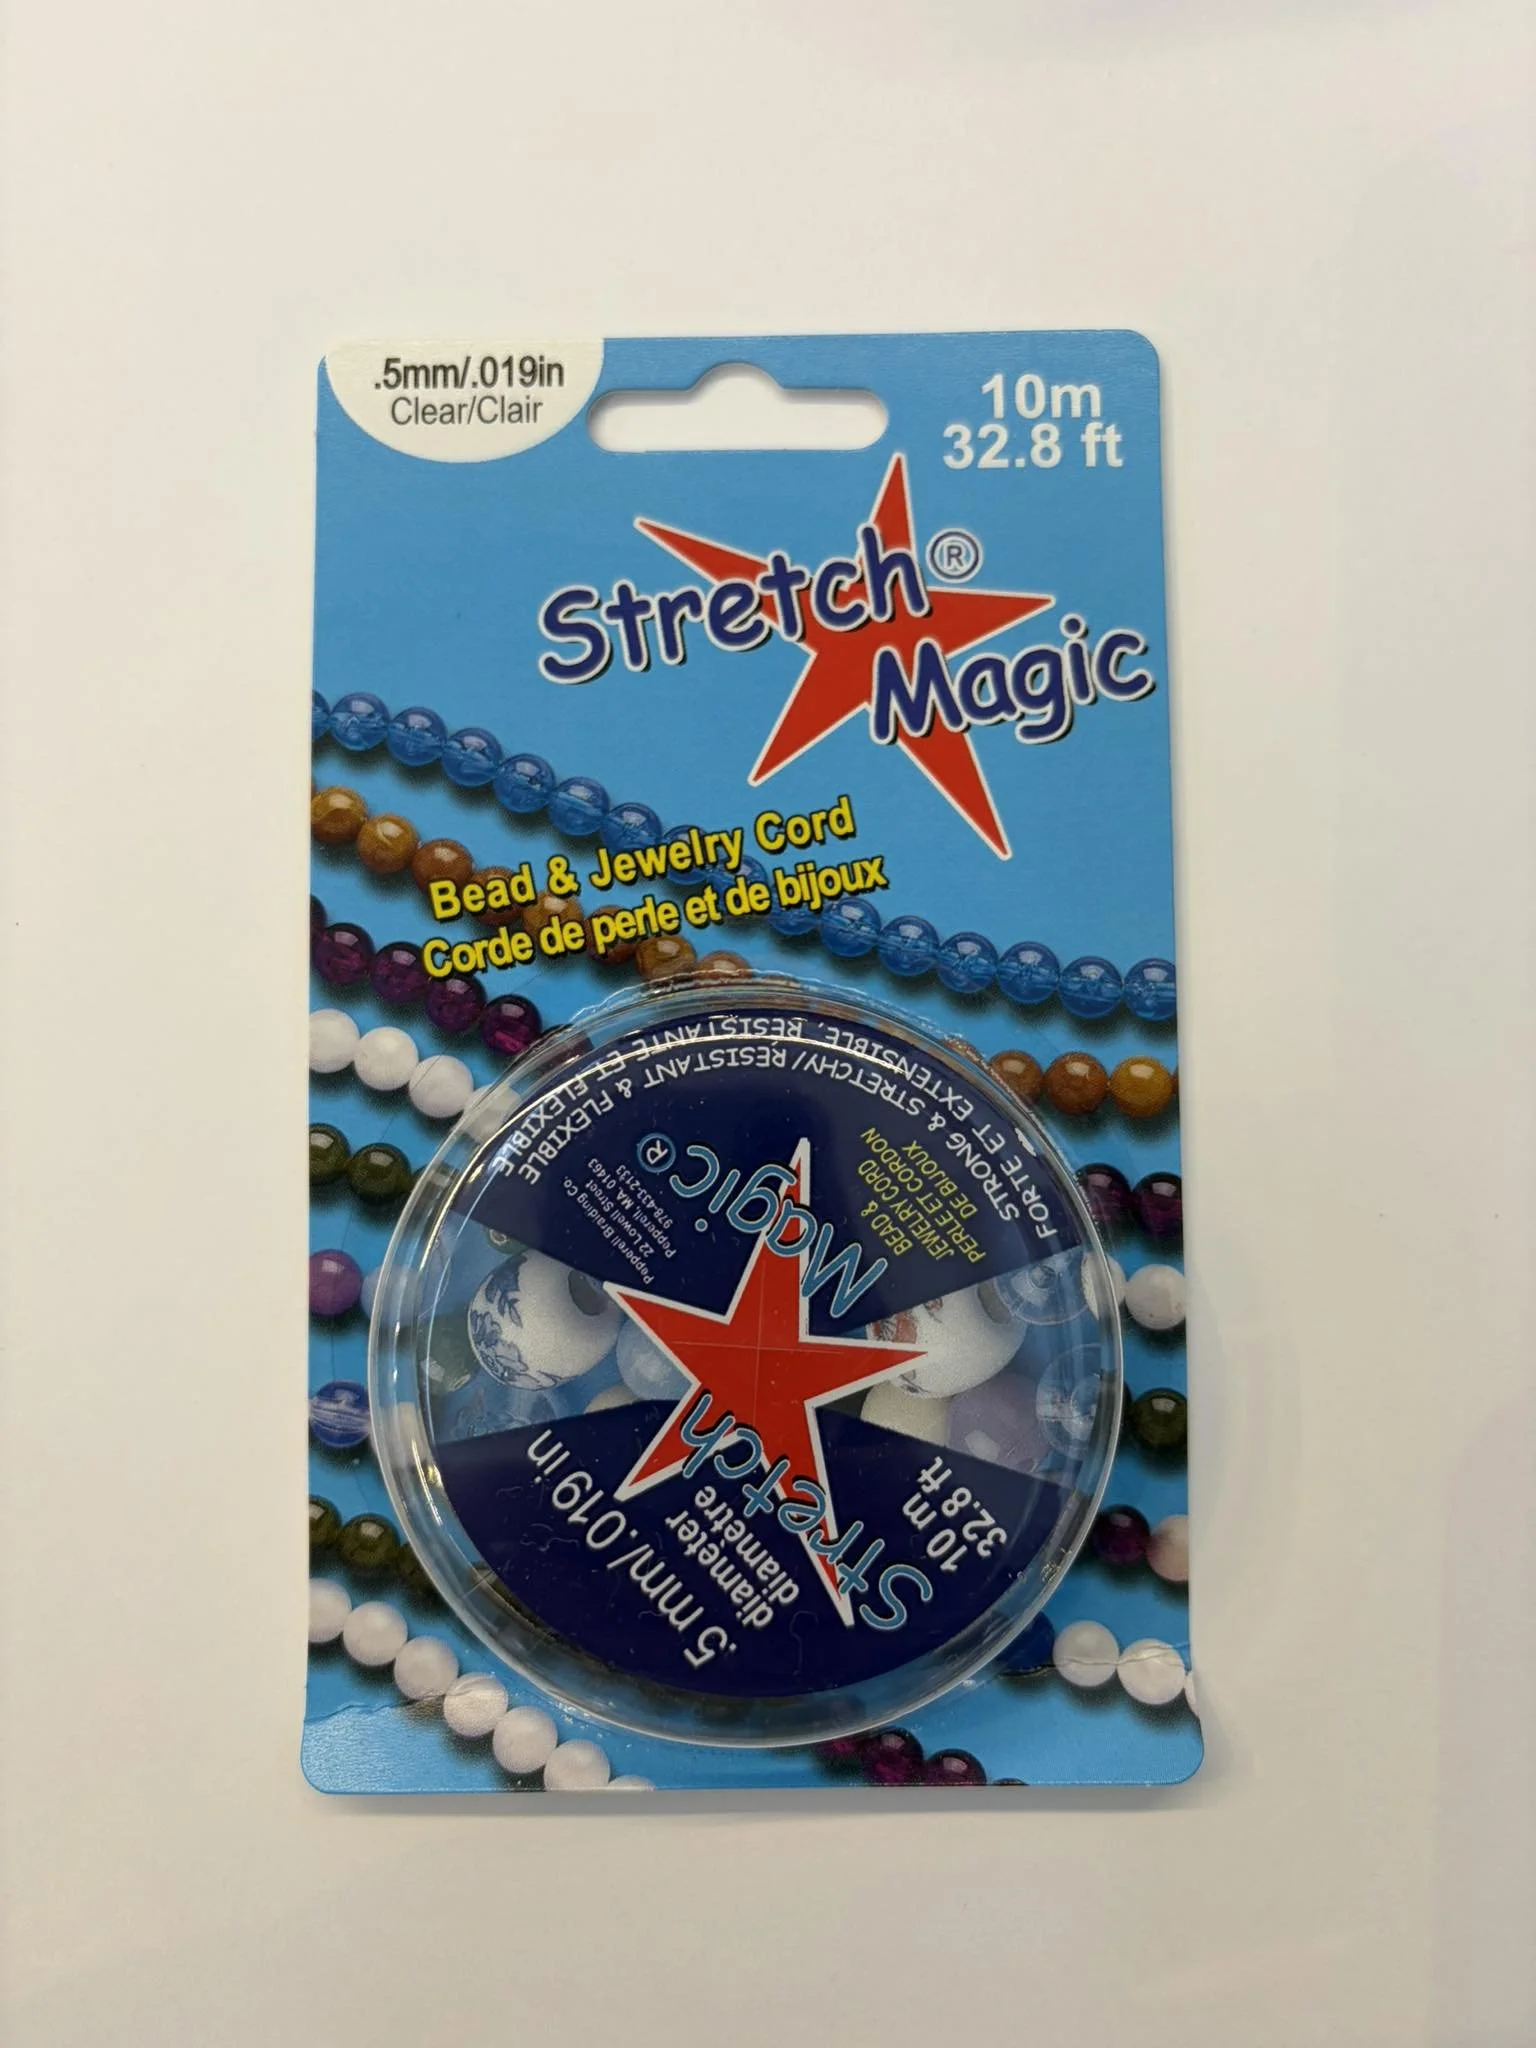 .5mm/.019in
Clear/Clair
10m
32.8 ft
Stretch®
Magic
Bead & Jewelry Cord
Corde de perle et de bijoux
STRONG & STRETCHY/RÉSISTANT & FLEXIBLE
FORTE ET EXTENSIBLE, RÉSISTANTE ET FLEXIBLE
Stretch Magic®
BEAD &
JEWELRY CORD
PERLE ET CORDON
DE BIJOUX
Pepperell Braiding Co.
22 Lowell Street
Pepperell, MA. 01463
978-433-2133
.5 mm/.019 in
diameter
diamètre
10 m
32.8 ft